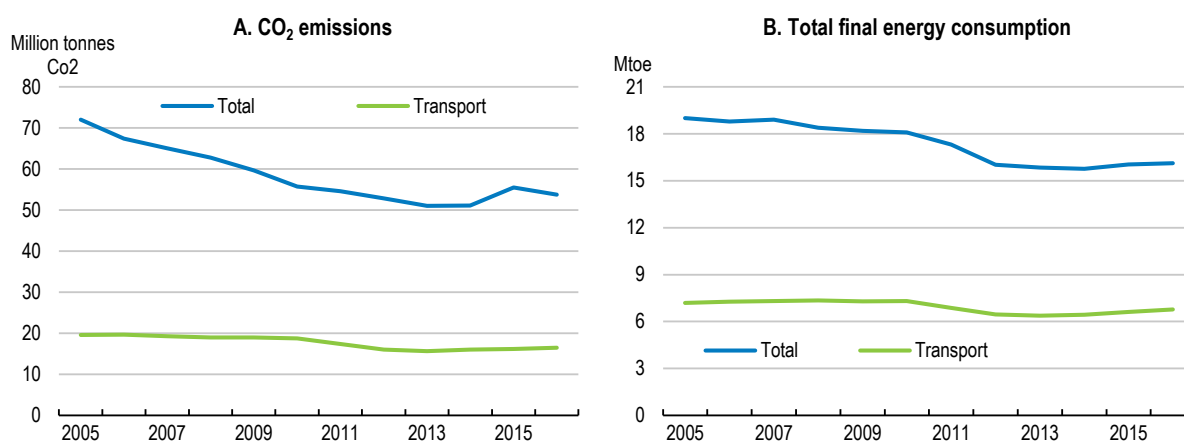 A. CO₂ emissions
Million tonnes
Co2
80
70
60
50
40
30
20
10
0
Total
Transport
2005 2007 2009 2011 2013 2015
B. Total final energy consumption
Mtoe
21
18
15
12
9
6
3
0
Total
Transport
2005 2007 2009 2011 2013 2015